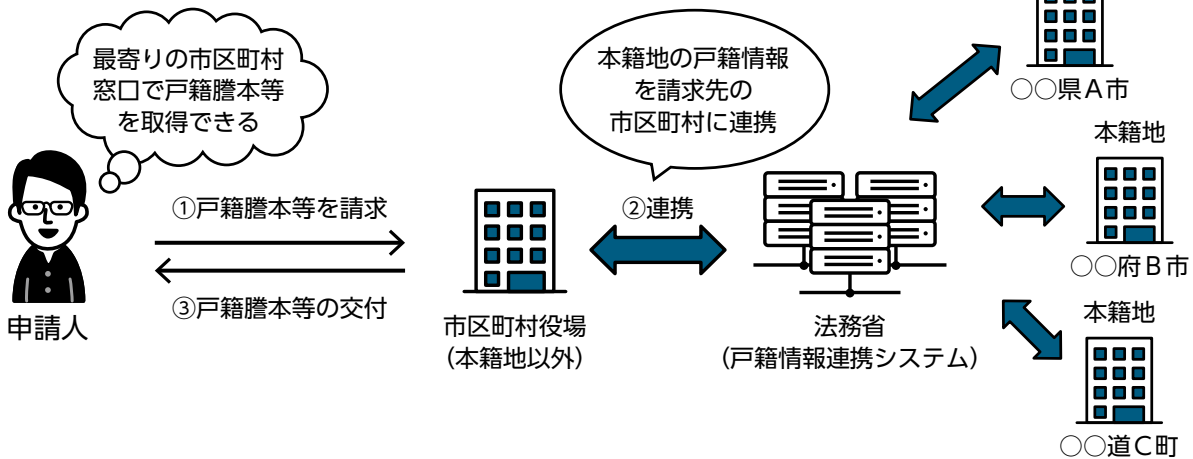 最寄りの市区町村
窓口で戸籍謄本等
を取得できる
申請人
①戸籍謄本等を請求
③戸籍謄本等の交付
市区町村役場
(本籍地以外)
本籍地の戸籍情報
を請求先の
市区町村に連携
②連携
法務省
(戸籍情報連携システム)
○○県A市
本籍地
○○府B市
本籍地
○○道C町